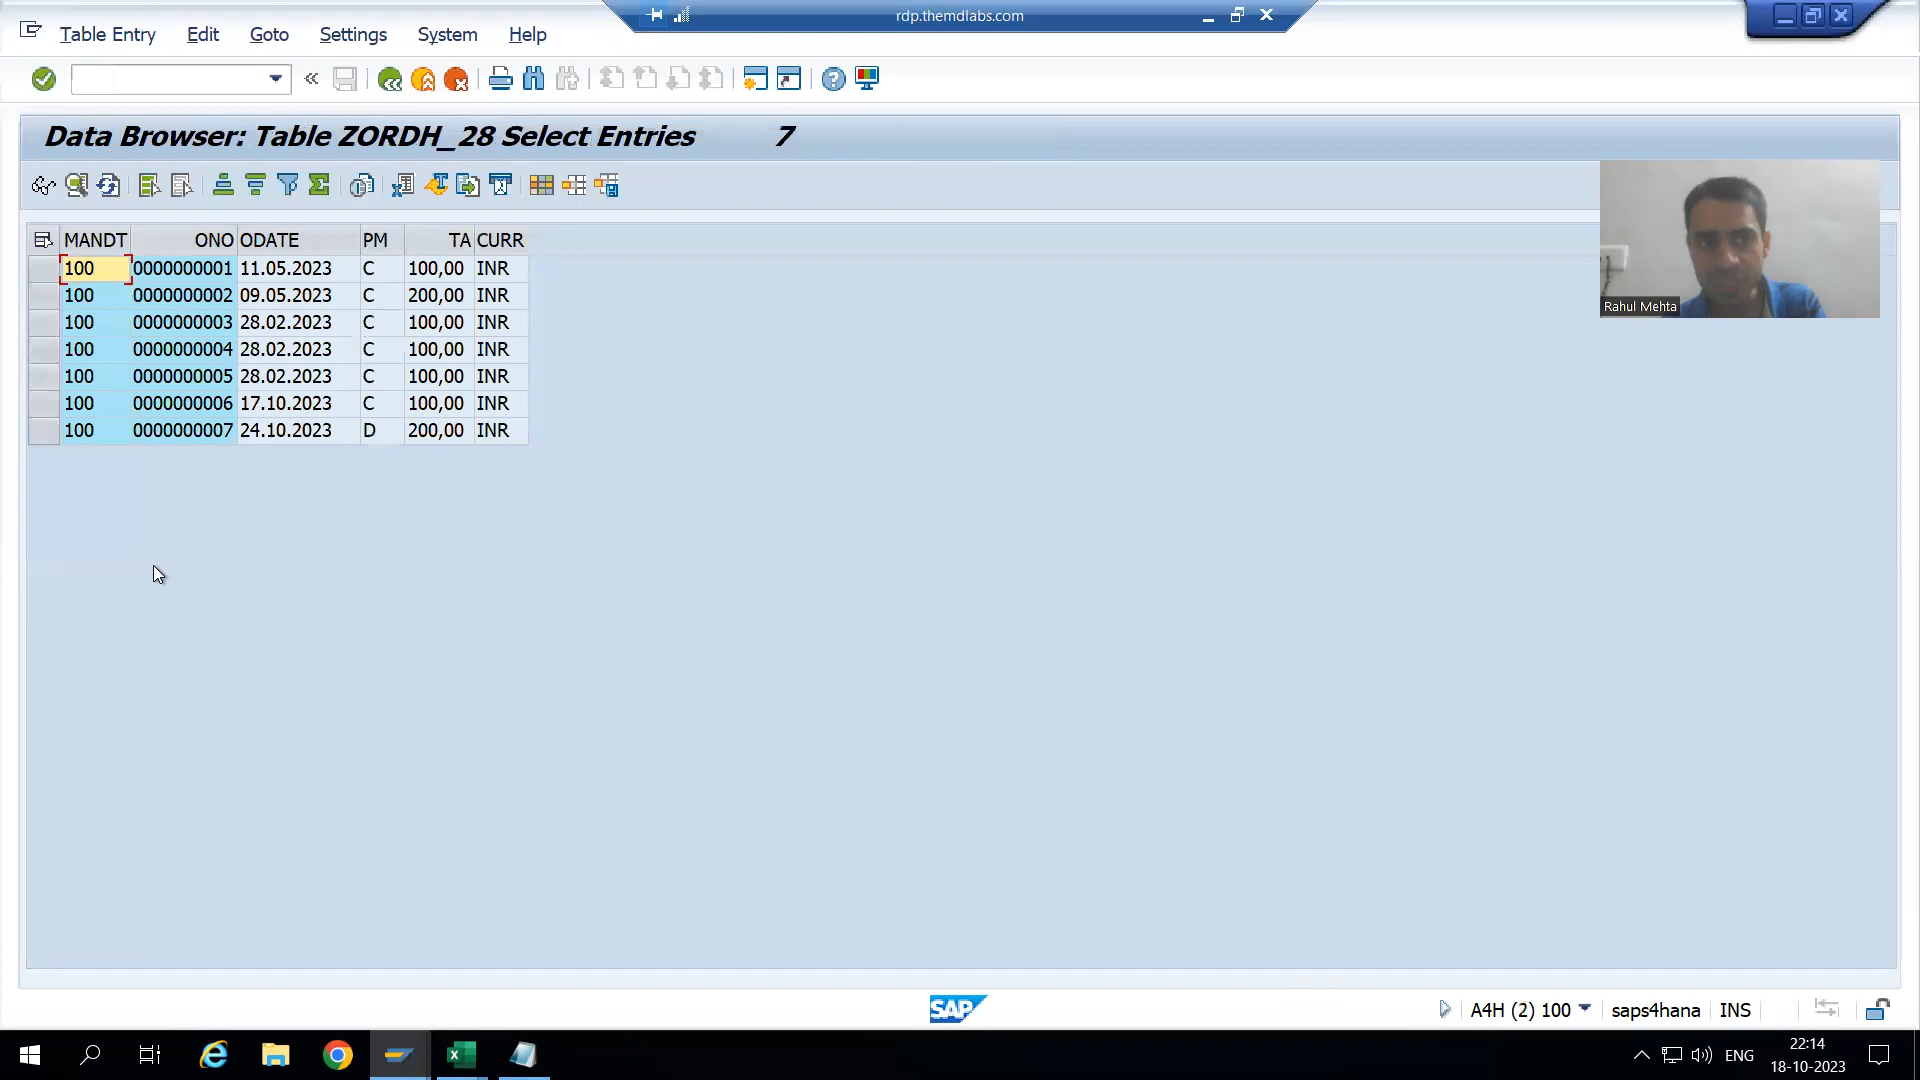 rdp.themdlabs.com
Table Entry Edit Goto Settings System Help
Data Browser: Table ZORDH_28 Select Entries 7
MANDT ONO ODATE PM TA CURR
100 0000000001 11.05.2023 C 100,00 INR
100 0000000002 09.05.2023 C 200,00 INR
100 0000000003 28.02.2023 C 100,00 INR
100 0000000004 28.02.2023 C 100,00 INR
100 0000000005 28.02.2023 C 100,00 INR
100 0000000006 17.10.2023 C 100,00 INR
100 0000000007 24.10.2023 D 200,00 INR
Rahul Mehta
SAP
A4H (2) 100 saps4hana INS
ENG
22:14
18-10-2023